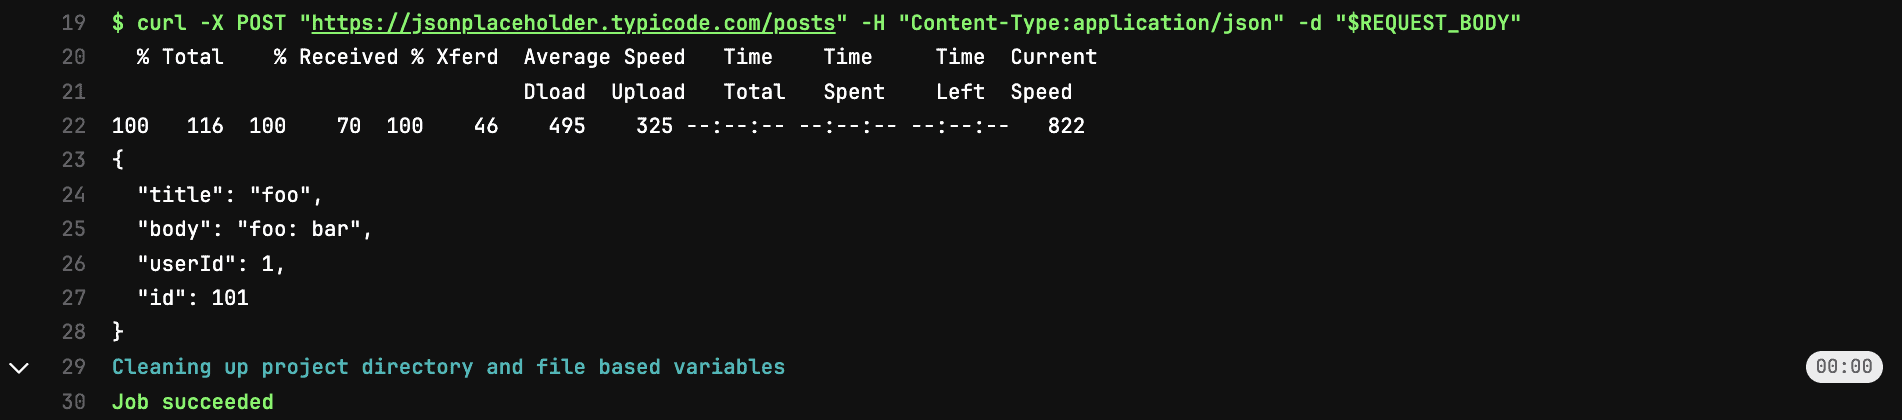 19 $ curl -X POST "https://jsonplaceholder.typicode.com/posts" -H "Content-Type:application/json" -d "$REQUEST_BODY"
20   % Total    % Received % Xferd  Average Speed   Time    Time     Time  Current
21                                  Dload  Upload   Total   Spent    Left  Speed
22 100   116  100    70  100    46    495    325 --:--:-- --:--:-- --:--:--   822
23 {
24   "title": "foo",
25   "body": "foo: bar",
26   "userId": 1,
27   "id": 101
28 }
29 Cleaning up project directory and file based variables 00:00
30 Job succeeded